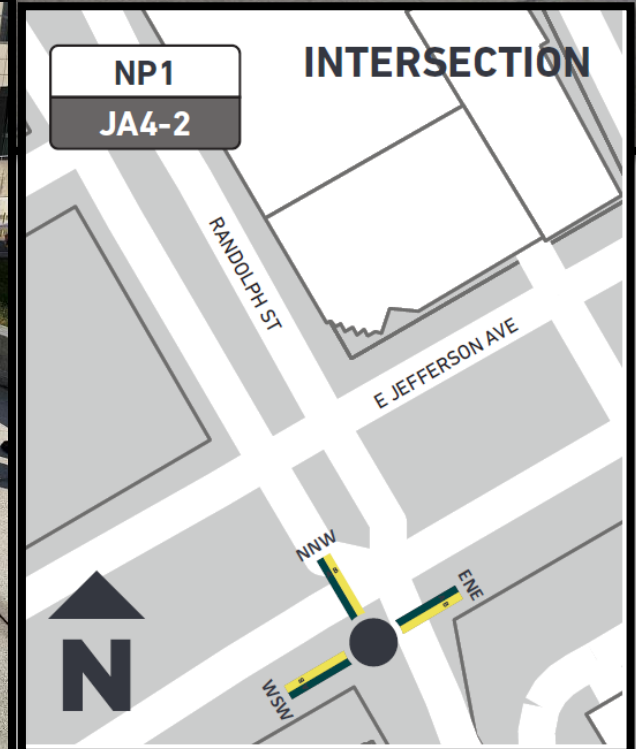 NP1
JA4-2
INTERSECTION
RANDOLPH ST
E JEFFERSON AVE
NNW
ENE
WSW
N